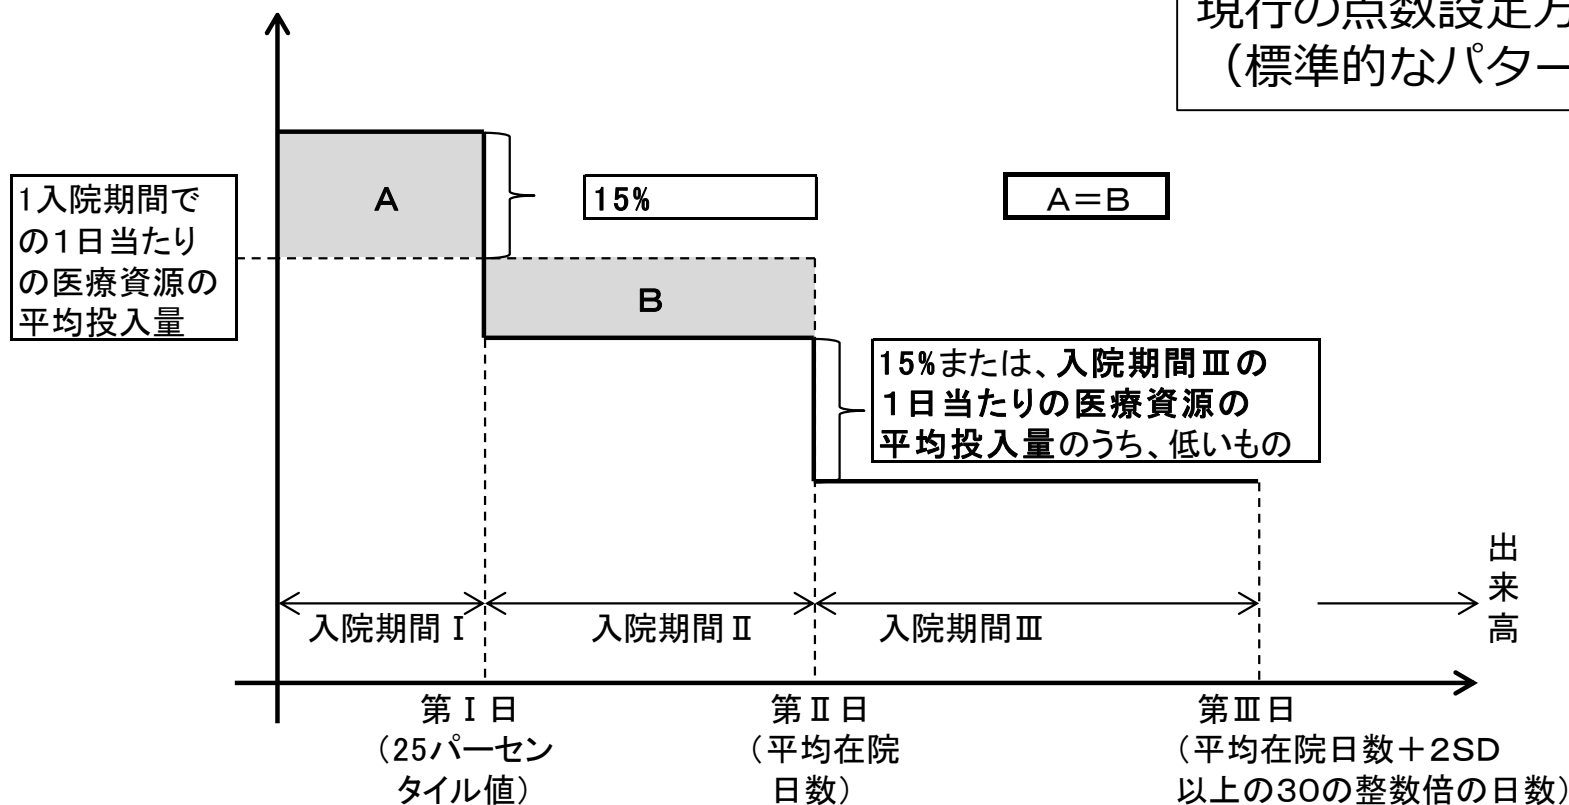 現行の点数設定方
（標準的なパター
A
15%
A＝B
1入院期間で
の１日当たり
の医療資源の
平均投入量
B
15%または、入院期間Ⅲの
１日当たりの医療資源の
平均投入量のうち、低いもの
出
来
高
入院期間Ⅰ
入院期間Ⅱ
入院期間Ⅲ
第Ⅰ日
（25パーセン
タイル値）
第Ⅱ日
（平均在院
日数）
第Ⅲ日
（平均在院日数＋2SD
以上の30の整数倍の日数）